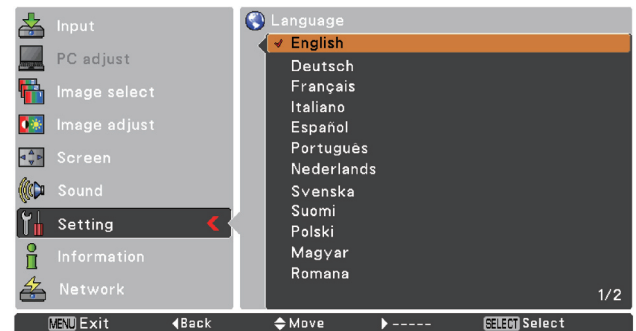 Input
PC adjust
Image select
Image adjust
Screen
Sound
Setting
Information
Network
Language
English
Deutsch
Français
Italiano
Español
Português
Nederlands
Svenska
Suomi
Polski
Magyar
Romana
1/2
MENU Exit ◀Back Move ▶ ----- SELECT Select